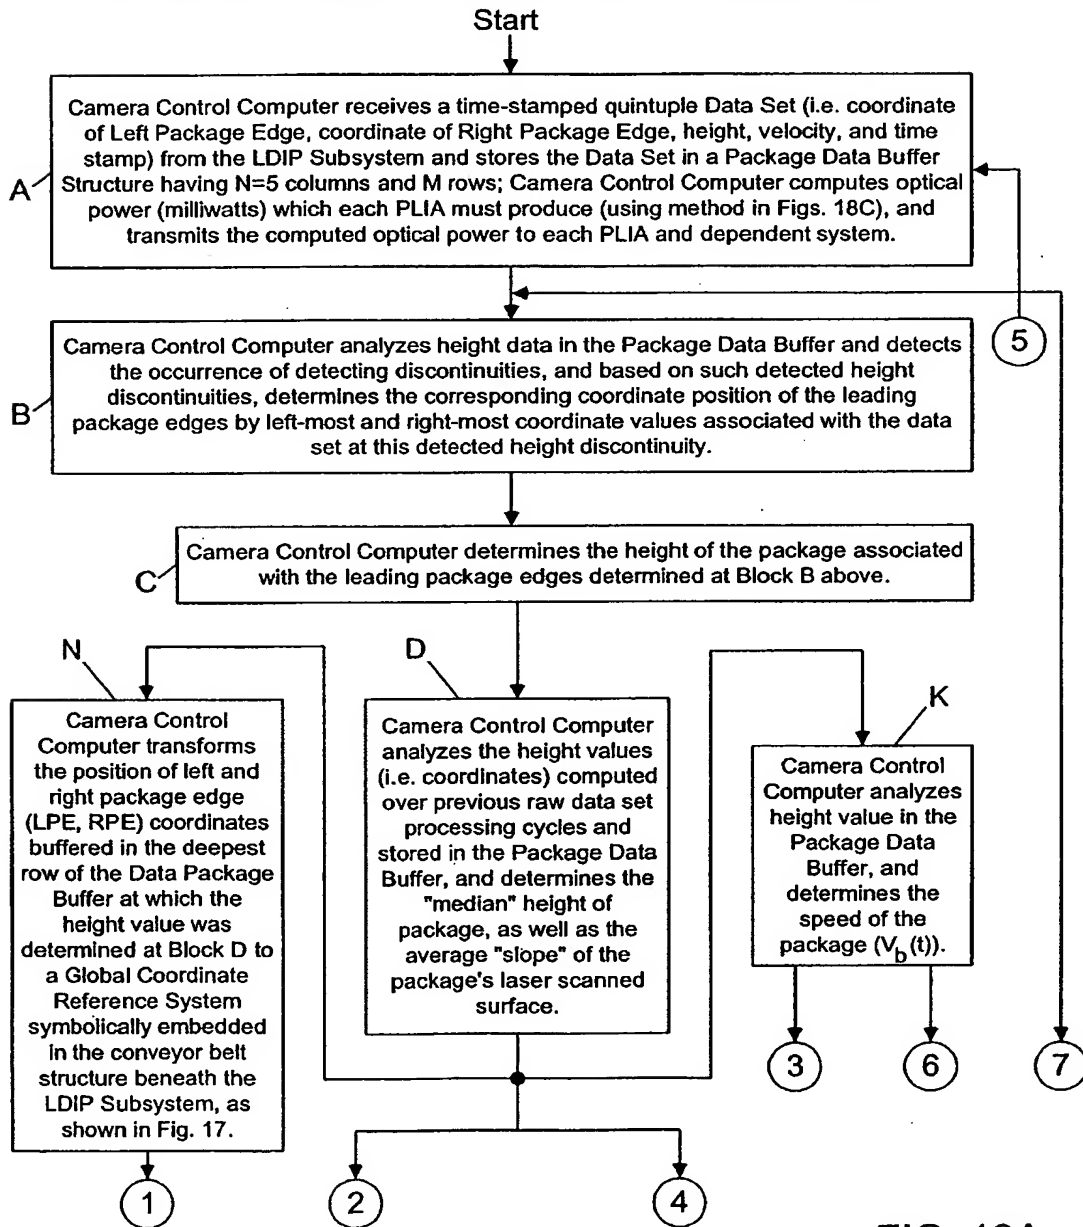 Start
Camera Control Computer receives a time-stamped quintuple Data Set (i.e. coordinate
of Left Package Edge, coordinate of Right Package Edge, height, velocity, and time
stamp) from the LDIP Subsystem and stores the Data Set in a Package Data Buffer
Structure having N=5 columns and M rows; Camera Control Computer computes optical
power (milliwatts) which each PLIA must produce (using method in Figs. 18C), and
transmits the computed optical power to each PLIA and dependent system.
A
5
Camera Control Computer analyzes height data in the Package Data Buffer and detects
the occurrence of detecting discontinuities, and based on such detected height
discontinuities, determines the corresponding coordinate position of the leading
package edges by left-most and right-most coordinate values associated with the data
set at this detected height discontinuity.
B
Camera Control Computer determines the height of the package associated
with the leading package edges determined at Block B above.
C
N
Camera Control
Computer transforms
the position of left and
right package edge
(LPE, RPE) coordinates
buffered in the deepest
row of the Data Package
Buffer at which the
height value was
determined at Block D to
a Global Coordinate
Reference System
symbolically embedded
in the conveyor belt
structure beneath the
LDIP Subsystem, as
shown in Fig. 17.
D
Camera Control Computer
analyzes the height values
(i.e. coordinates) computed
over previous raw data set
processing cycles and
stored in the Package Data
Buffer, and determines the
"median" height of
package, as well as the
average "slope" of the
package's laser scanned
surface.
K
Camera Control
Computer analyzes
height value in the
Package Data
Buffer, and
determines the
speed of the
package (V_b(t)).
3
6
7
1
2
4